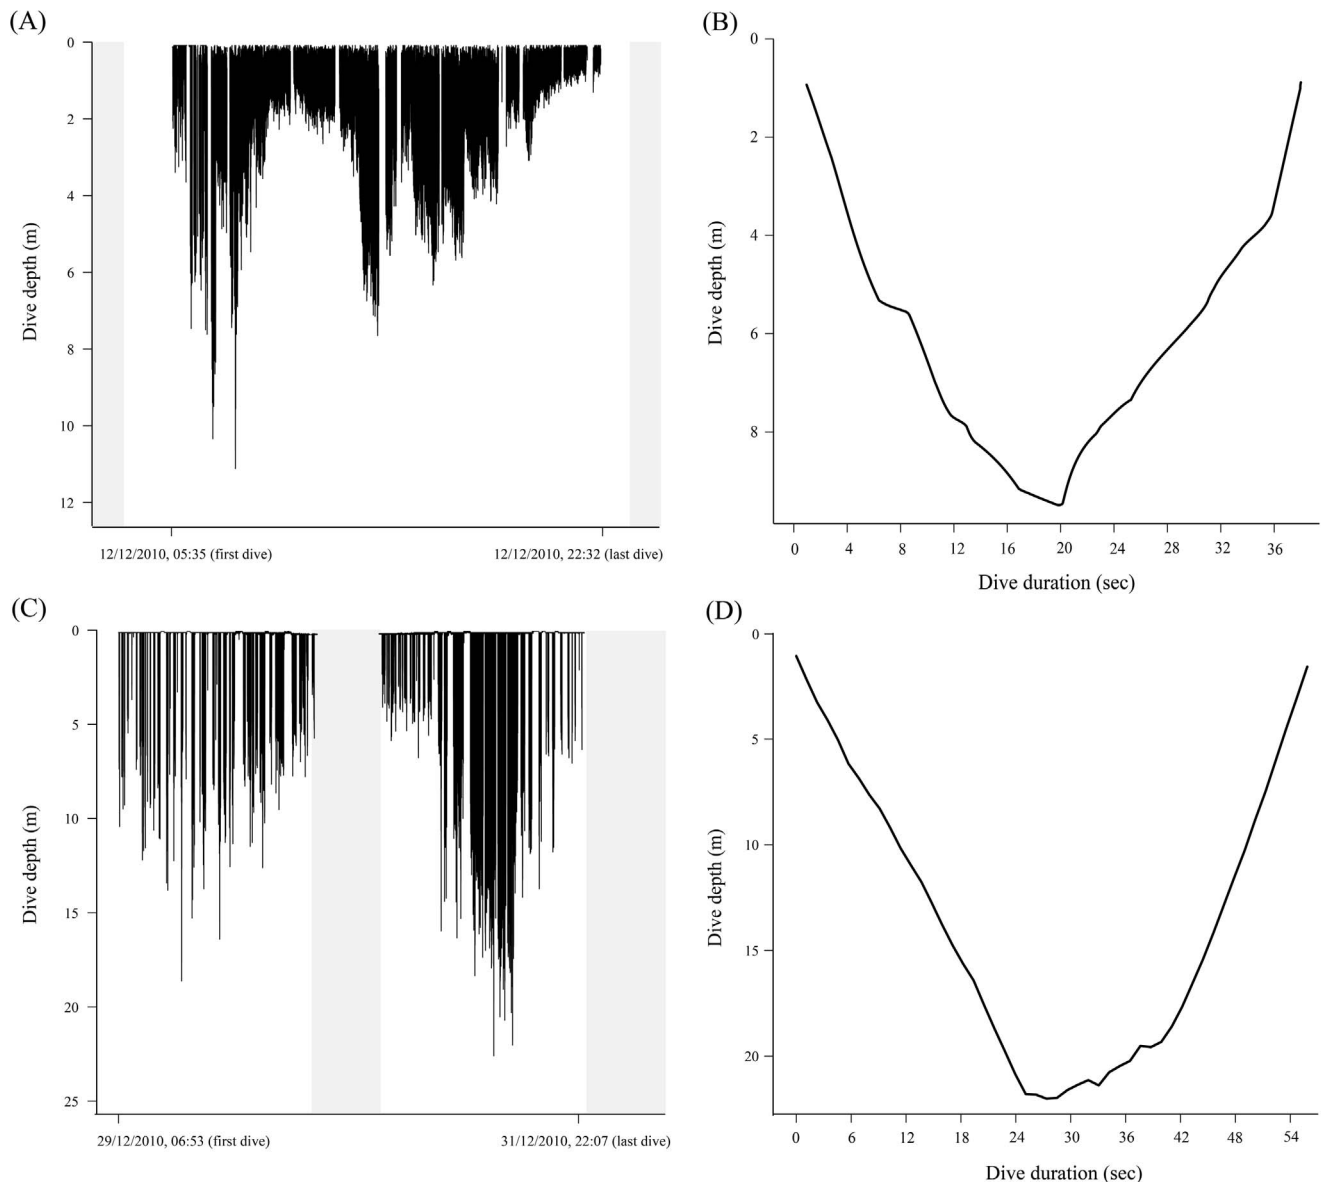 (A)
0
2
4
6
8
10
12
Dive depth (m)
12/12/2010, 05:35 (first dive)
12/12/2010, 22:32 (last dive)
(B)
0
2
4
6
8
Dive depth (m)
0 4 8 12 16 20 24 28 32 36
Dive duration (sec)
(C)
0
5
10
15
20
25
Dive depth (m)
29/12/2010, 06:53 (first dive)
31/12/2010, 22:07 (last dive)
(D)
0
5
10
15
20
Dive depth (m)
0 6 12 18 24 30 36 42 48 54
Dive duration (sec)